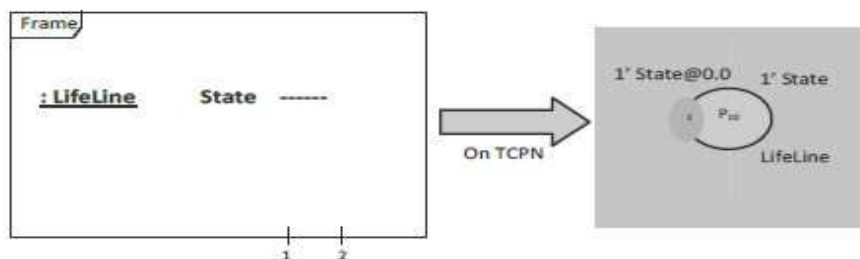 Frame
: LifeLine State ------
1 2
On TCPN
1' State@0.0 1' State
P
LifeLine